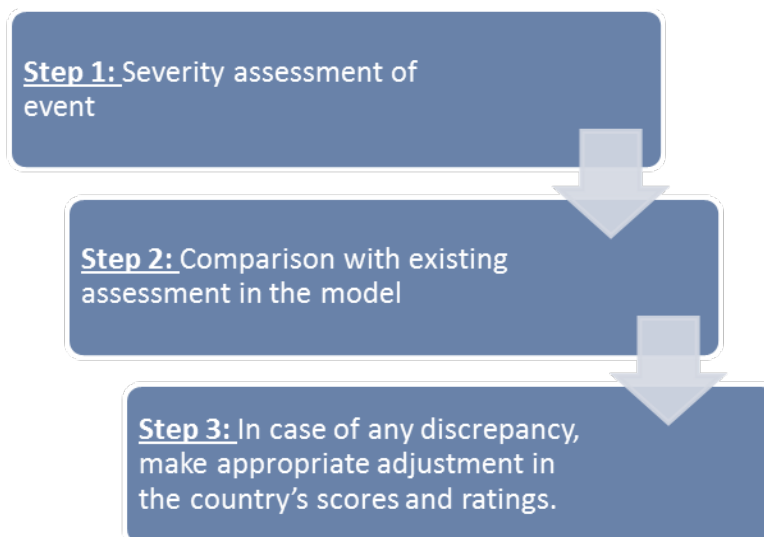 Step 1: Severity assessment of
event
Step 2: Comparison with existing
assessment in the model
Step 3: In case of any discrepancy,
make appropriate adjustment in
the country’s scores and ratings.